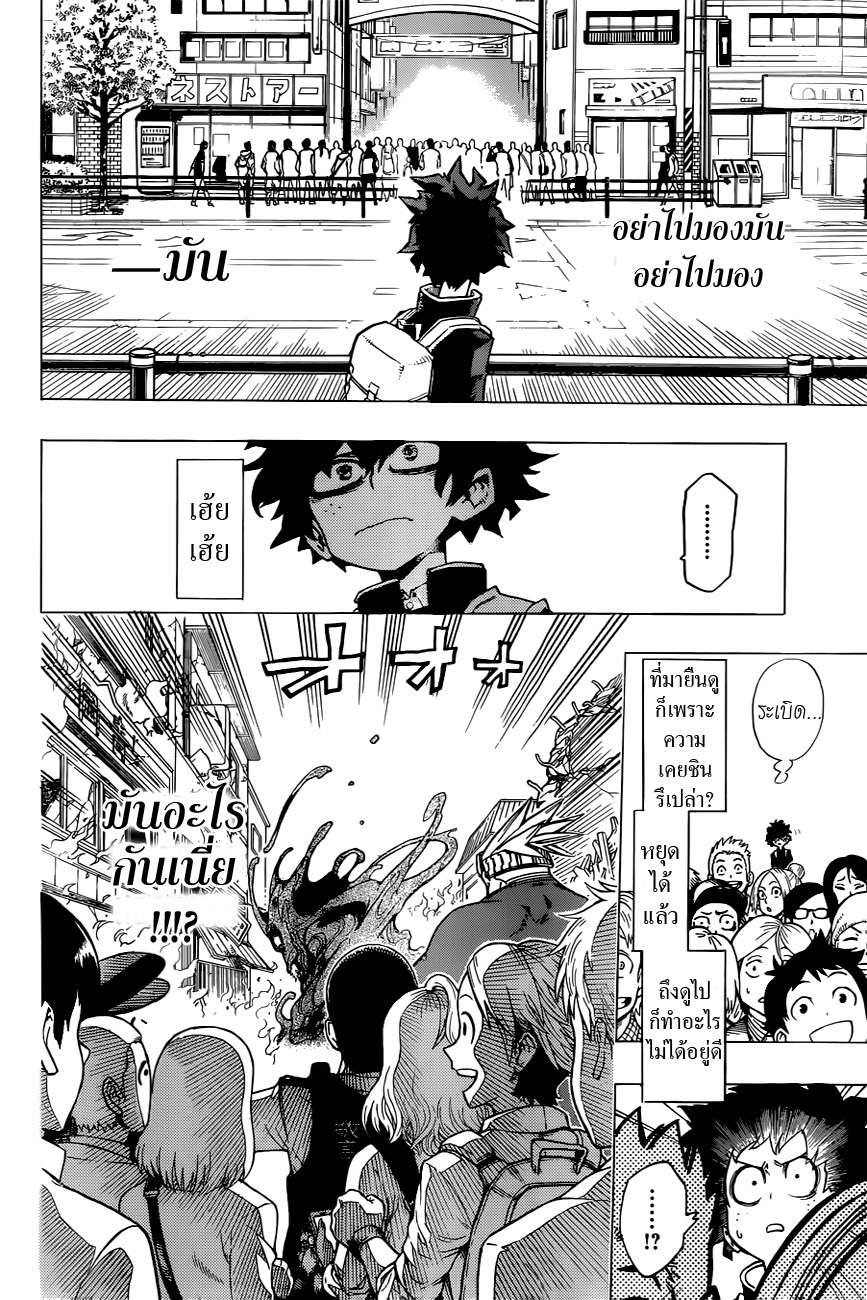 ネストアー
อย่าไปมองมัน
อย่าไปมอง
—มัน
………
เฮ้ย
เฮ้ย
ระเบิด...
ที่มายืนดู
ก็เพราะ
ความ
เคยชิน
รึเปล่า?
หยุด
ได้
แล้ว
ถึงดูไป
ก็ทำอะไร
ไม่ได้อยู่ดี
オオオ
มันอะไร
กันเนี่ย
!!!!?
……
!?